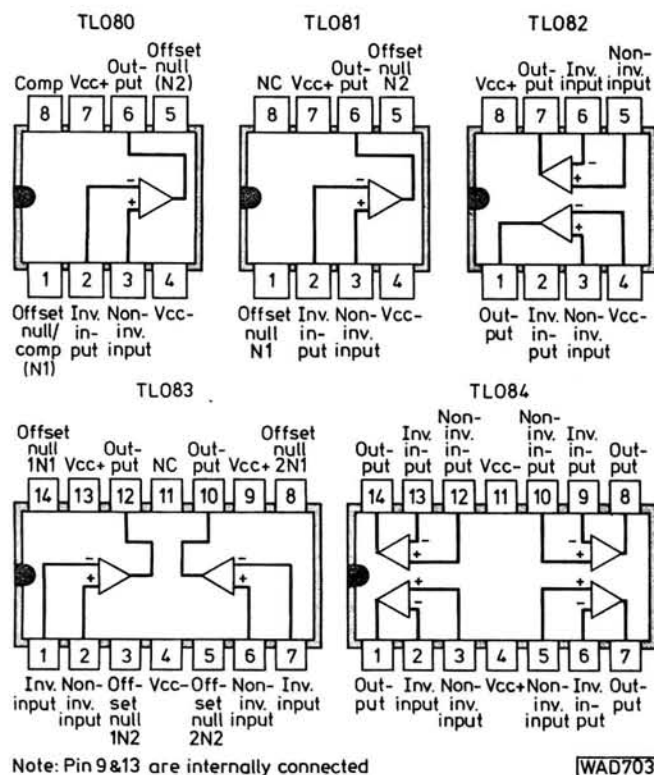 TL080
Comp
Vcc+
Out-
put
Offset
null
(N2)
8 7 6 5
-
+
1 2 3 4
Offset
null/
comp
(N1)
Inv.
in-
put
Non-
inv.
input
Vcc-
TL081
NC
Vcc+
Out-
put
Offset
null
N2
8 7 6 5
-
+
1 2 3 4
Offset
null
N1
Inv.
in-
put
Non-
inv.
input
Vcc-
TL082
Vcc+
Out-
put
Inv.
input
Non-
inv.
input
8 7 6 5
-
+
-
+
1 2 3 4
Out-
put
Inv.
in-
put
Non-
inv.
input
Vcc-
TL083
Offset
null
1N1
Vcc+
Out-
put
NC
Out-
put
Vcc+
Offset
null
2N1
14 13 12 11 10 9 8
- -
+ +
1 2 3 4 5 6 7
Inv.
input
Non-
inv.
input
Off-
set
null
1N2
Vcc-
Off-
set
null
2N2
Non-
inv.
input
Inv.
input
TL084
Out-
put
Inv.
in-
put
Non-
inv.
in-
put
Vcc-
Non-
inv.
in-
put
Inv.
in-
put
Out-
put
14 13 12 11 10 9 8
- -
+ +
+ +
- -
1 2 3 4 5 6 7
Out-
put
Inv.
input
Non-
inv.
input
Vcc+
Non-
inv.
input
Inv.
in-
put
Out-
put
Note: Pin 9&13 are internally connected
WAD703